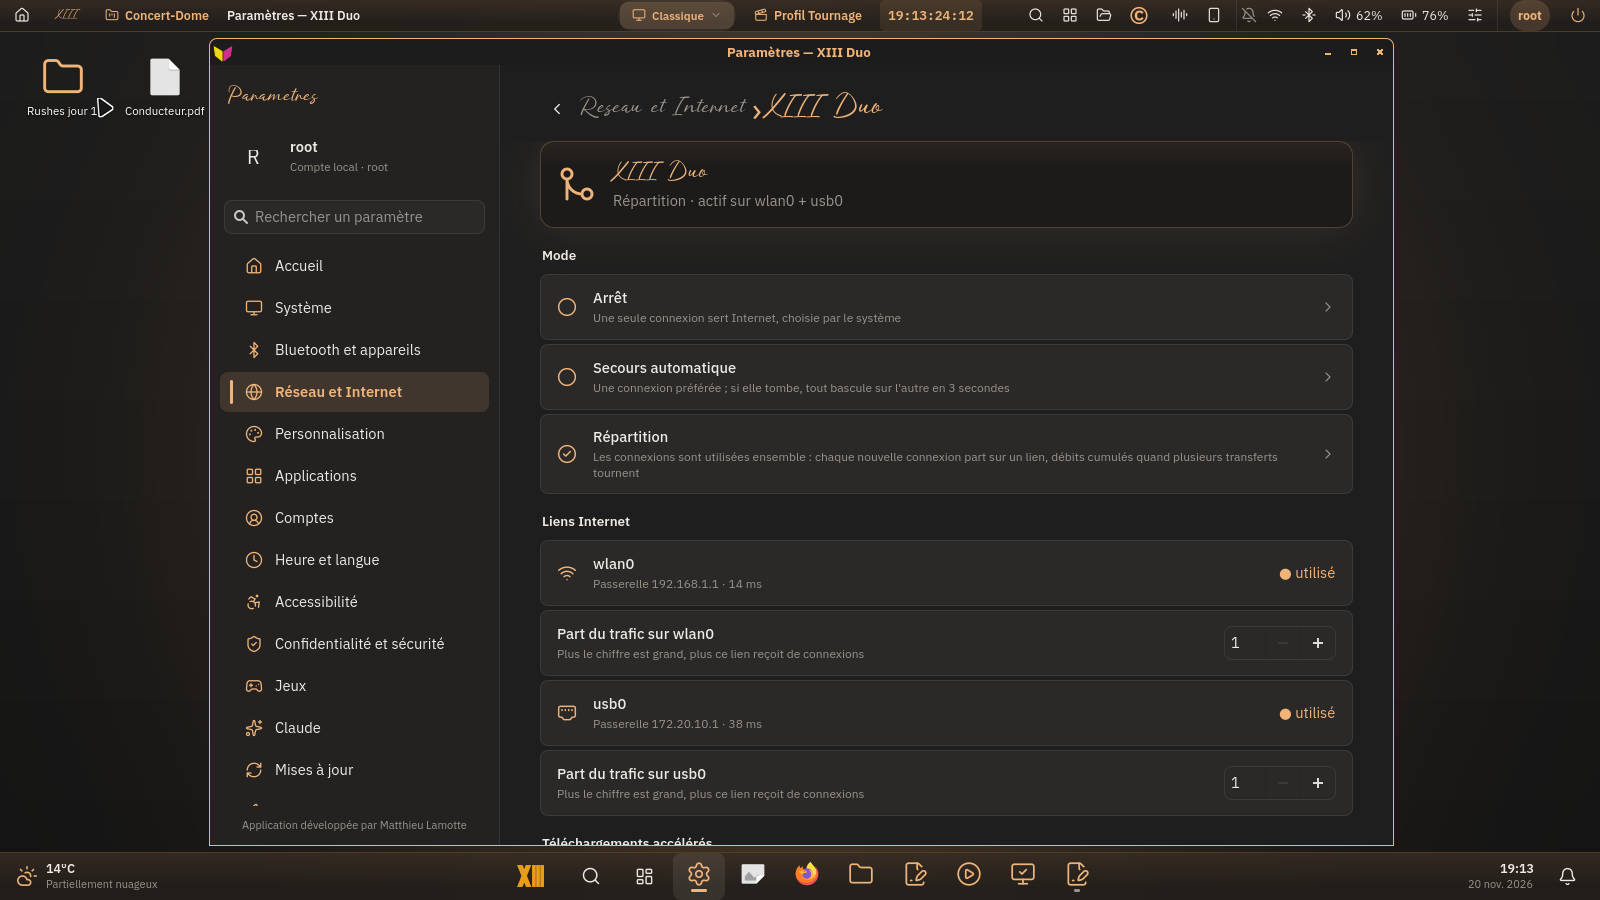 XIII
Concert-Dome
Paramètres — XIII Duo
Classique
Profil Tournage
19:13:24:12
62%
76%
root
Rushes jour 1
Conducteur.pdf
Paramètres — XIII Duo
Parametres
R
root
Compte local · root
Rechercher un paramètre
Accueil
Système
Bluetooth et appareils
Réseau et Internet
Personnalisation
Applications
Comptes
Heure et langue
Accessibilité
Confidentialité et sécurité
Jeux
Claude
Mises à jour
Application développée par Matthieu Lamotte
Reseau et Internet › XIII Duo
XIII Duo
Répartition · actif sur wlan0 + usb0
Mode
Arrêt
Une seule connexion sert Internet, choisie par le système
Secours automatique
Une connexion préférée ; si elle tombe, tout bascule sur l'autre en 3 secondes
Répartition
Les connexions sont utilisées ensemble : chaque nouvelle connexion part sur un lien, débits cumulés quand plusieurs transferts
tournent
Liens Internet
wlan0
Passerelle 192.168.1.1 · 14 ms
utilisé
Part du trafic sur wlan0
Plus le chiffre est grand, plus ce lien reçoit de connexions
1
usb0
Passerelle 172.20.10.1 · 38 ms
utilisé
Part du trafic sur usb0
Plus le chiffre est grand, plus ce lien reçoit de connexions
1
Téléchargements accélérés
14°C
Partiellement nuageux
XIII
19:13
20 nov. 2026